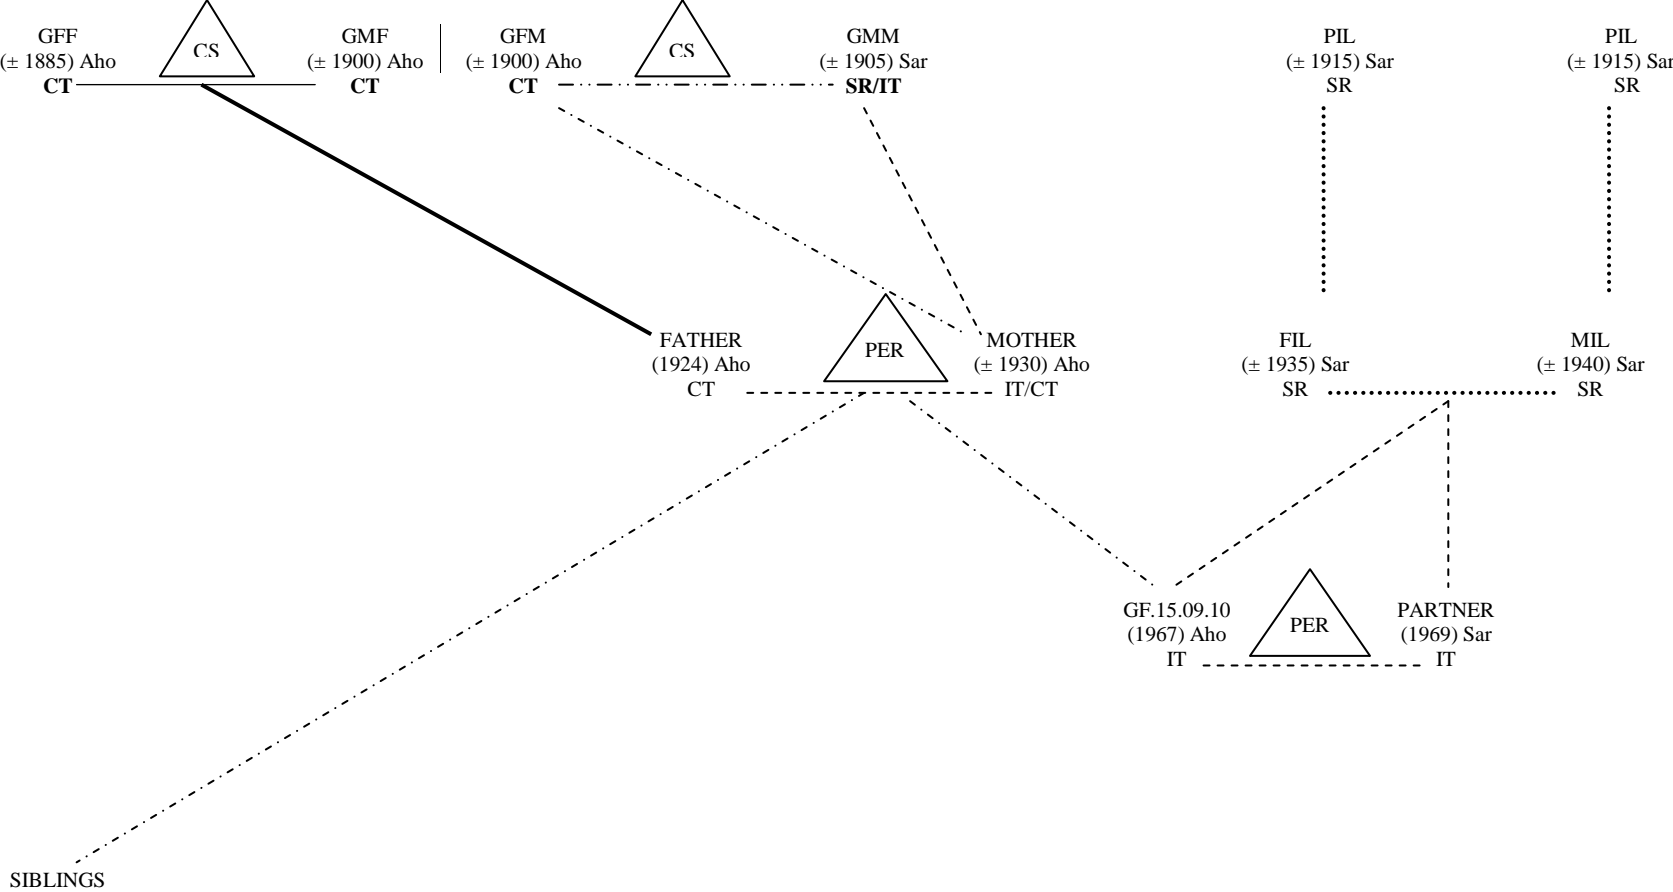 GFF
(± 1885) Aho
CT
CS
GMF
(± 1900) Aho
CT
GFM
(± 1900) Aho
CT
CS
GMM
(± 1905) Sar
SR/IT
PIL
(± 1915) Sar
SR
PIL
(± 1915) Sar
SR
FATHER
(1924) Aho
CT
PER
MOTHER
(± 1930) Aho
IT/CT
FIL
(± 1935) Sar
SR
MIL
(± 1940) Sar
SR
GF.15.09.10
(1967) Aho
IT
PER
PARTNER
(1969) Sar
IT
SIBLINGS